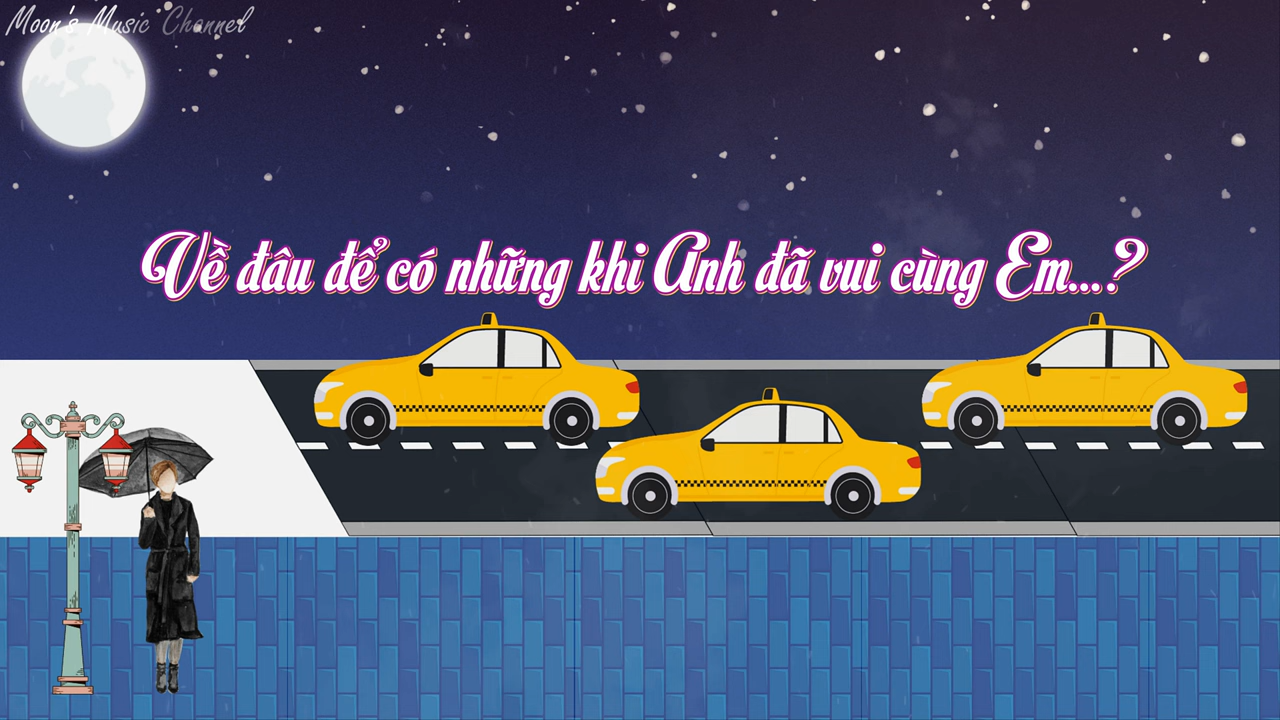 Moon's Music Channel
Về đâu để có những khi Anh đã vui cùng Em...?